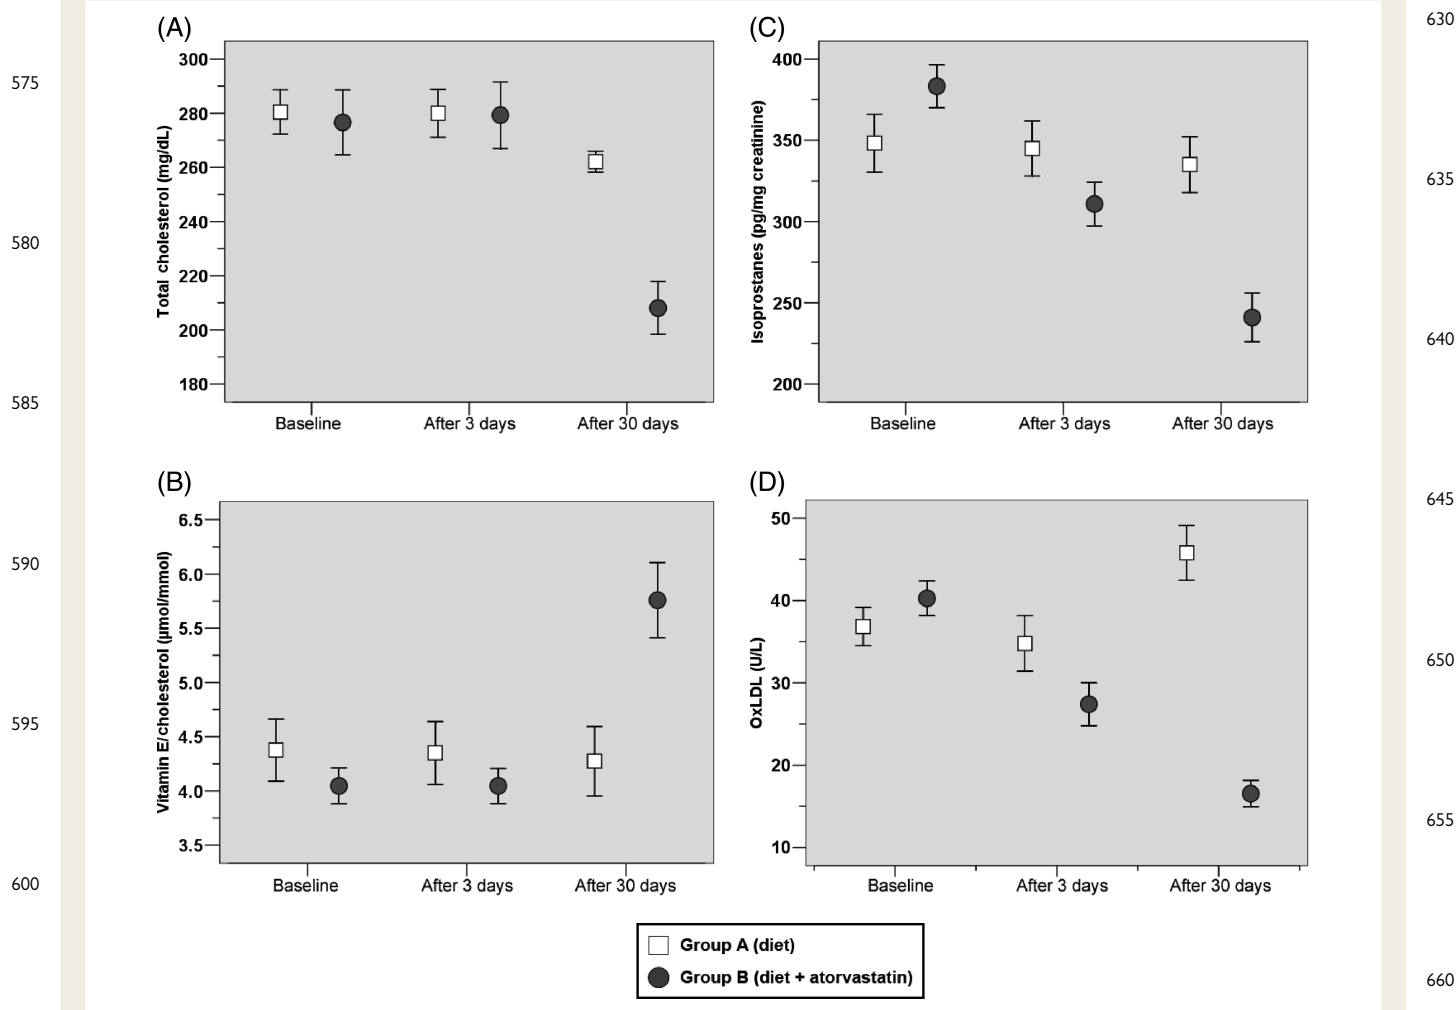 575
580
585
590
595
600
(A)
300
280
260
240
220
200
180
Total cholesterol (mg/dL)
Baseline After 3 days After 30 days
(C)
400
350
300
250
200
Isoprostanes (pg/mg creatinine)
Baseline After 3 days After 30 days
(B)
6.5
6.0
5.5
5.0
4.5
4.0
3.5
Vitamin E/cholesterol (µmol/mmol)
Baseline After 3 days After 30 days
(D)
50
40
30
20
10
OxLDL (U/L)
Baseline After 3 days After 30 days
Group A (diet)
Group B (diet + atorvastatin)
630
635
640
645
650
655
660